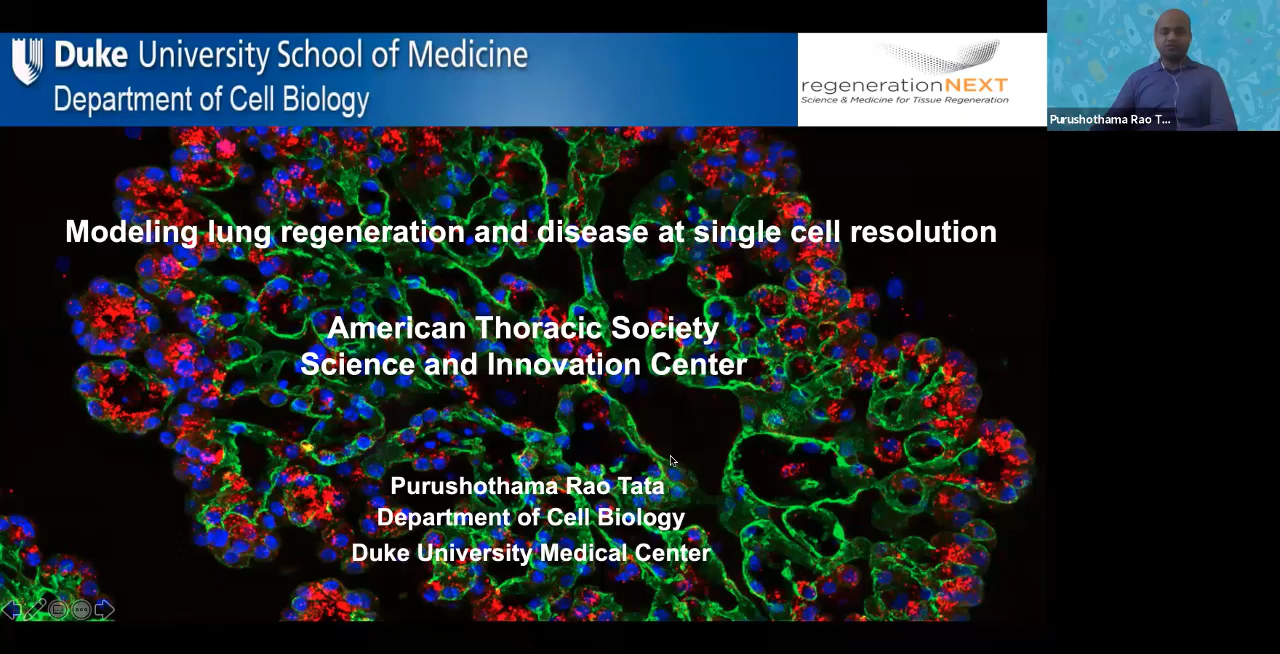 Duke University School of Medicine
Department of Cell Biology
regenerationNEXT
Science & Medicine for Tissue Regeneration
Purushothama Rao T...
Modeling lung regeneration and disease at single cell resolution
American Thoracic Society
Science and Innovation Center
Purushothama Rao Tata
Department of Cell Biology
Duke University Medical Center